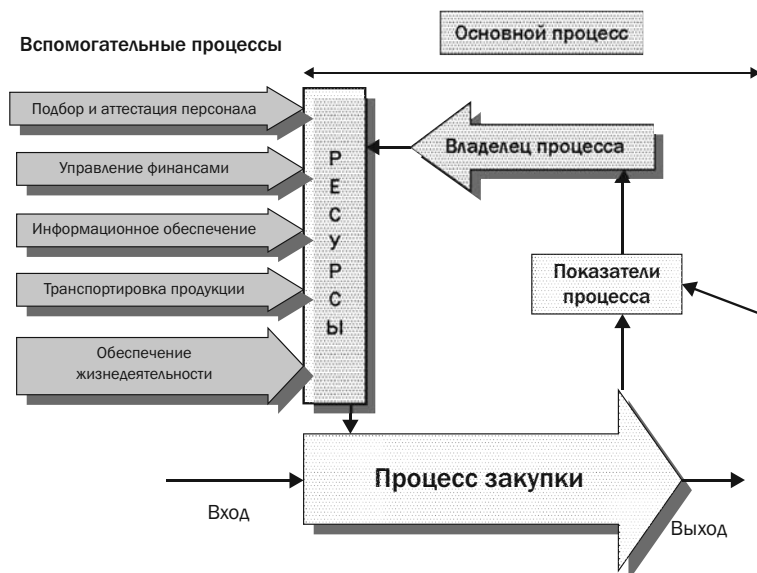 Основной процесс
Вспомогательные процессы
Подбор и аттестация персонала
Управление финансами
Информационное обеспечение
Транспортировка продукции
Обеспечение
жизнедеятельности
РЕСУРСЫ
Владелец процесса
Показатели
процесса
Процесс закупки
Вход
Выход